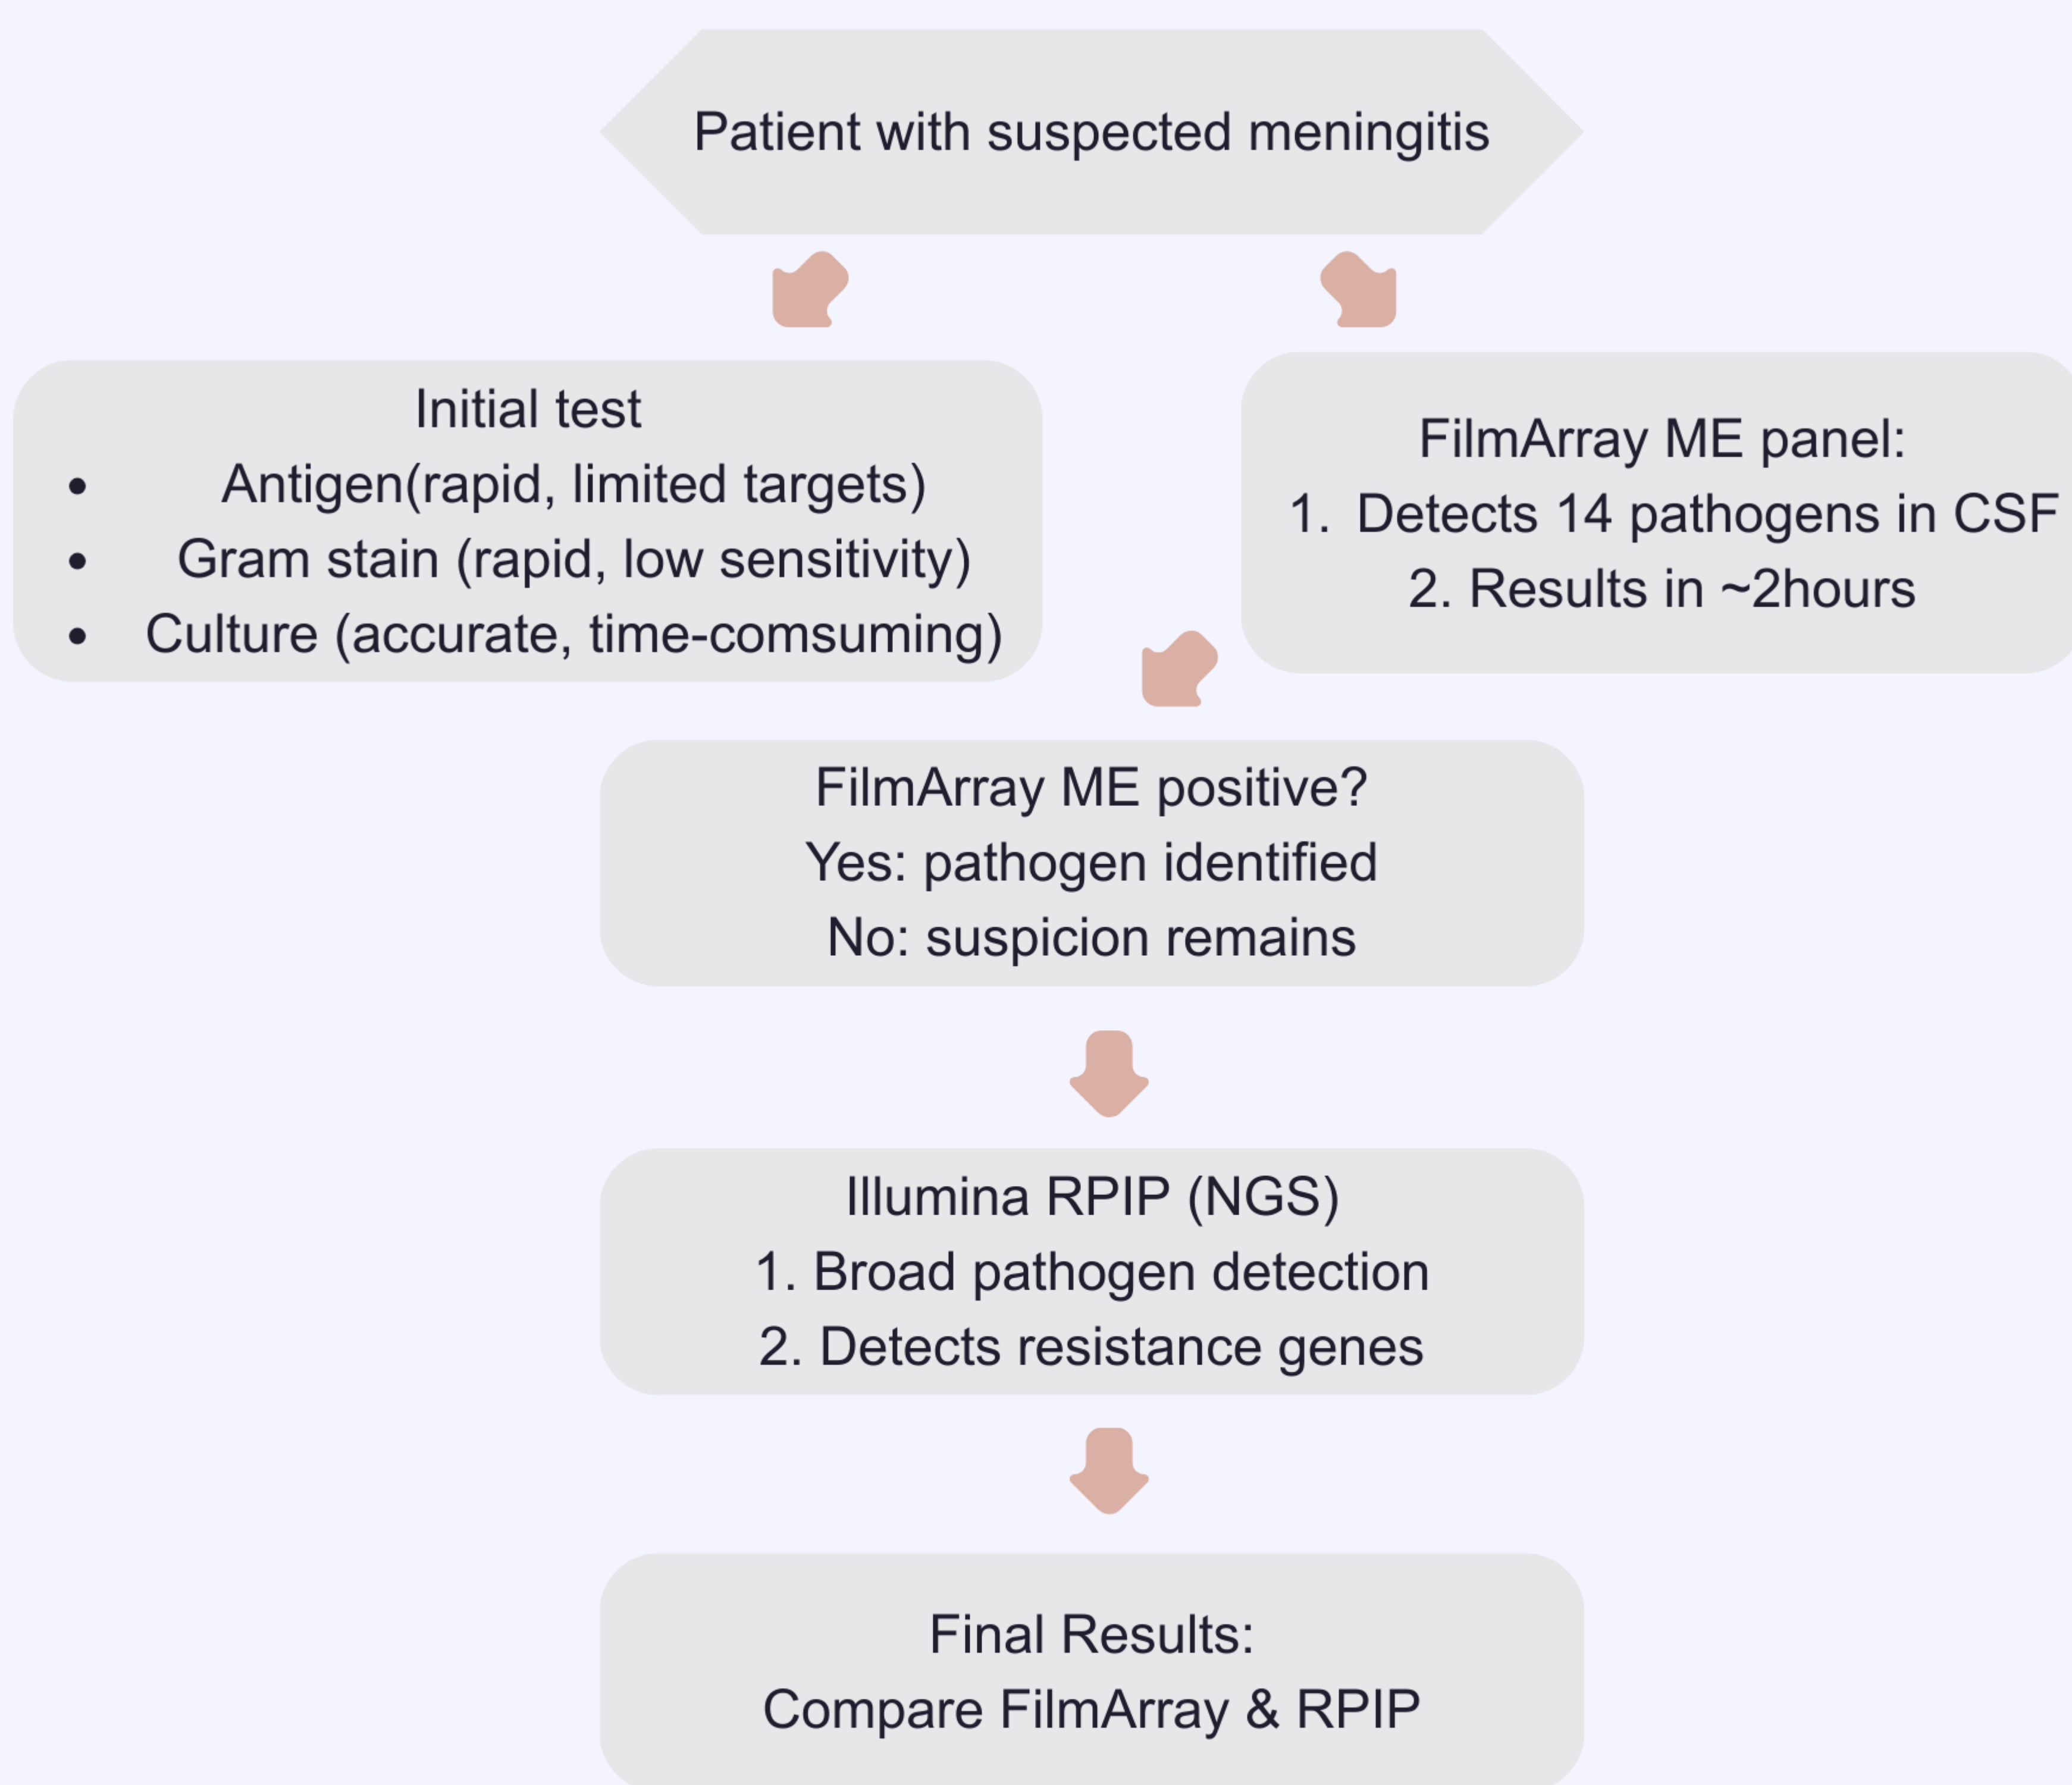 Patient with suspected meningitis
Initial test
• Antigen(rapid, limited targets)
• Gram stain (rapid, low sensitivity)
• Culture (accurate, time-comsuming)
FilmArray ME panel:
1. Detects 14 pathogens in CSF
2. Results in ~2hours
FilmArray ME positive?
Yes: pathogen identified
No: suspicion remains
Illumina RPIP (NGS)
1. Broad pathogen detection
2. Detects resistance genes
Final Results:
Compare FilmArray & RPIP